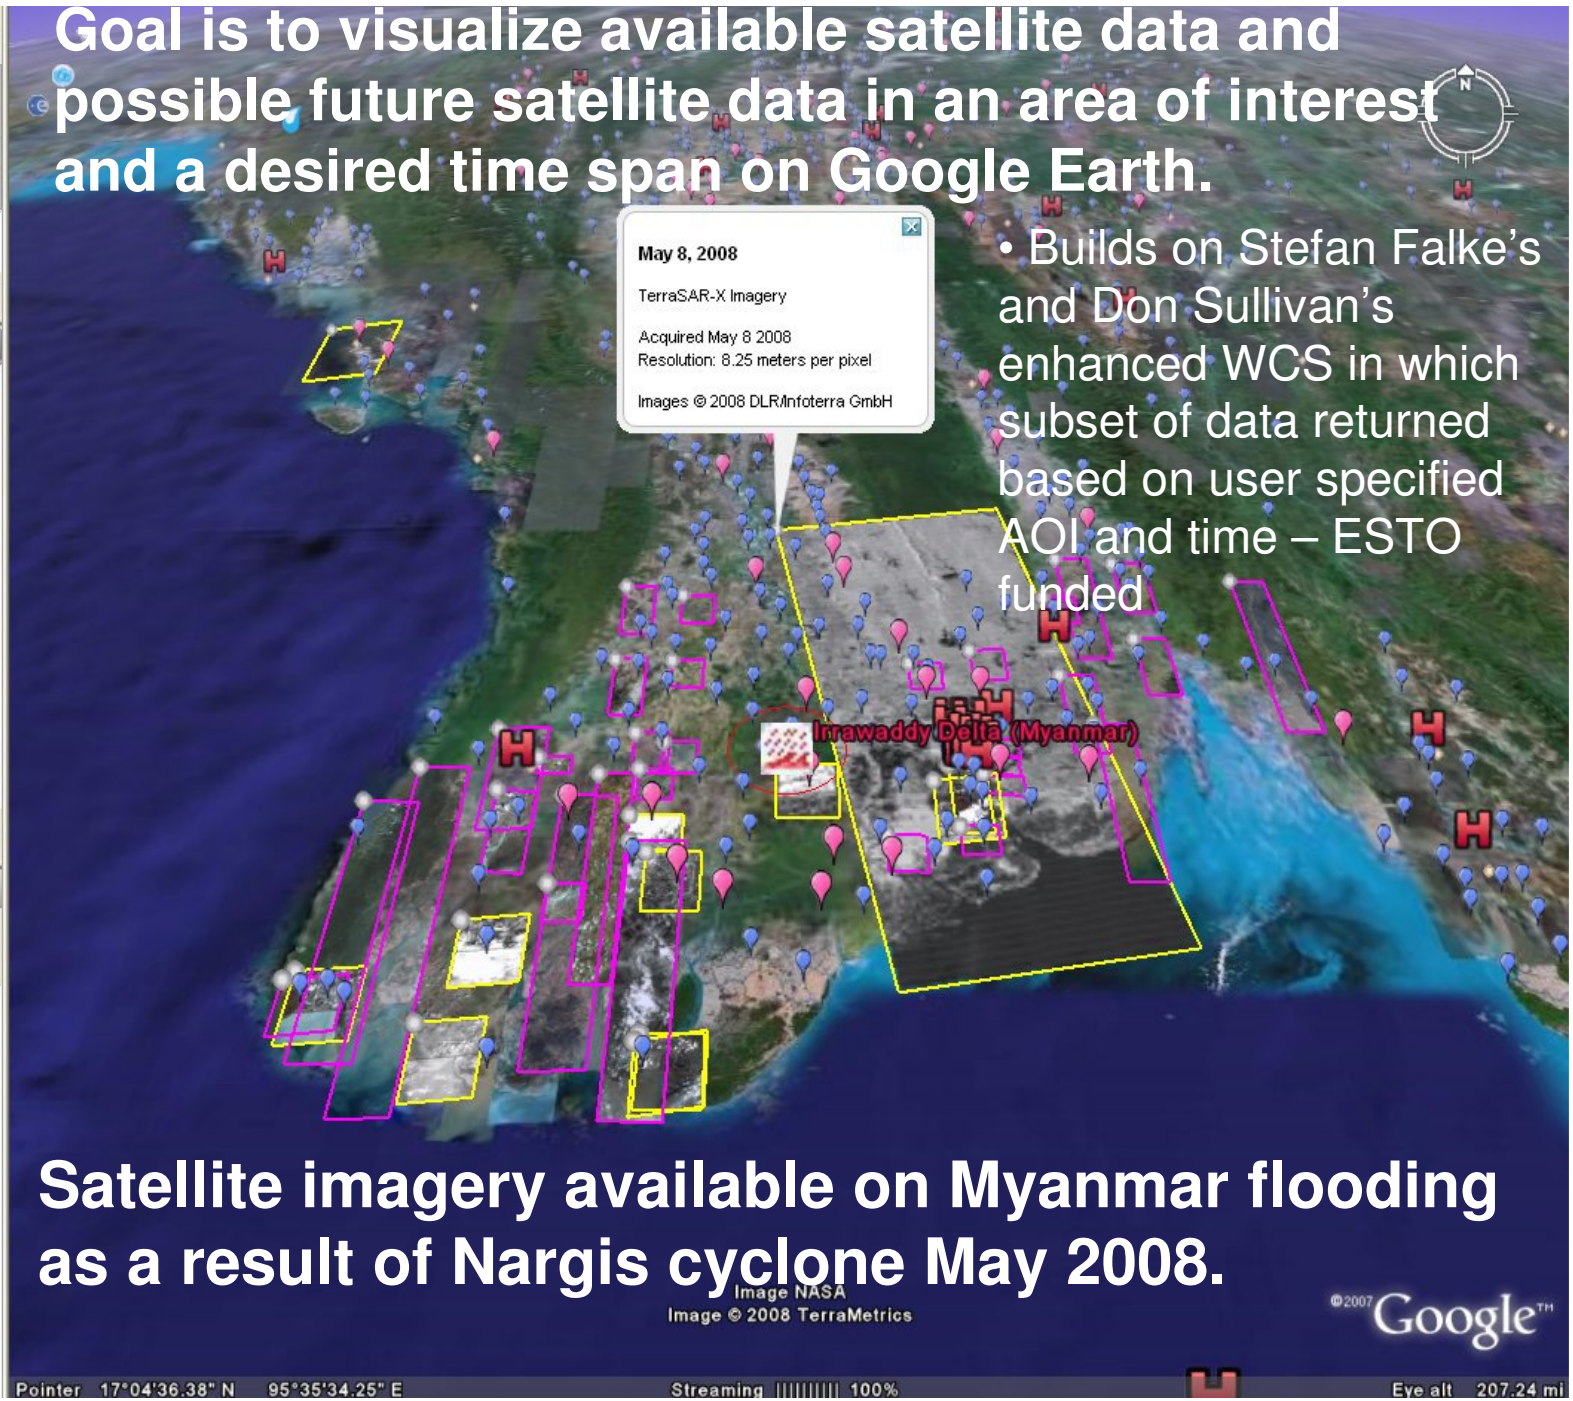 Goal is to visualize available satellite data and
possible future satellite data in an area of interest
and a desired time span on Google Earth.
N
May 8, 2008
TerraSAR-X Imagery
Acquired May 8 2008
Resolution: 8.25 meters per pixel
Images © 2008 DLR/Infoterra GmbH
• Builds on Stefan Falke's
and Don Sullivan's
enhanced WCS in which
subset of data returned
based on user specified
AOI and time – ESTO
funded
Irrawaddy Delta (Myanmar)
Satellite imagery available on Myanmar flooding
as a result of Nargis cyclone May 2008.
Image NASA
Image © 2008 TerraMetrics
©2007 Google™
Pointer 17°04'36.38" N 95°35'34.25" E Streaming |||||||||| 100% Eye alt 207.24 mi